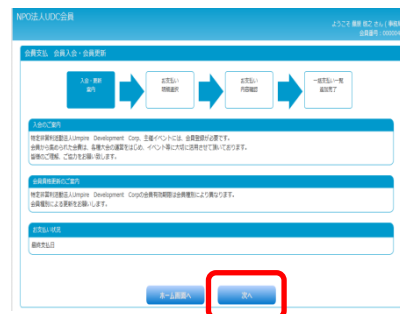 NPO法人UDC会員
会費支払　会員入会・会員更新
入会・更新
案内
お支払い
明細選択
お支払い
内容確認
一括支払い一覧
追加完了
入会のご案内
特定非営利活動法人Umpire Development Corp. 主催イベントには、会員登録が必要です。
会員から集められた会費は、各種大会の運営をはじめ、イベント等に大切に活用させて頂いております。
皆様のご理解、ご協力をお願い致します。
会員資格更新のご案内
特定非営利活動法人Umpire Development Corpの会員有効期限は会員種別により異なります。
会員種別による更新をお願いします。
お支払い状況
最終支払日
ホーム画面へ
次へ